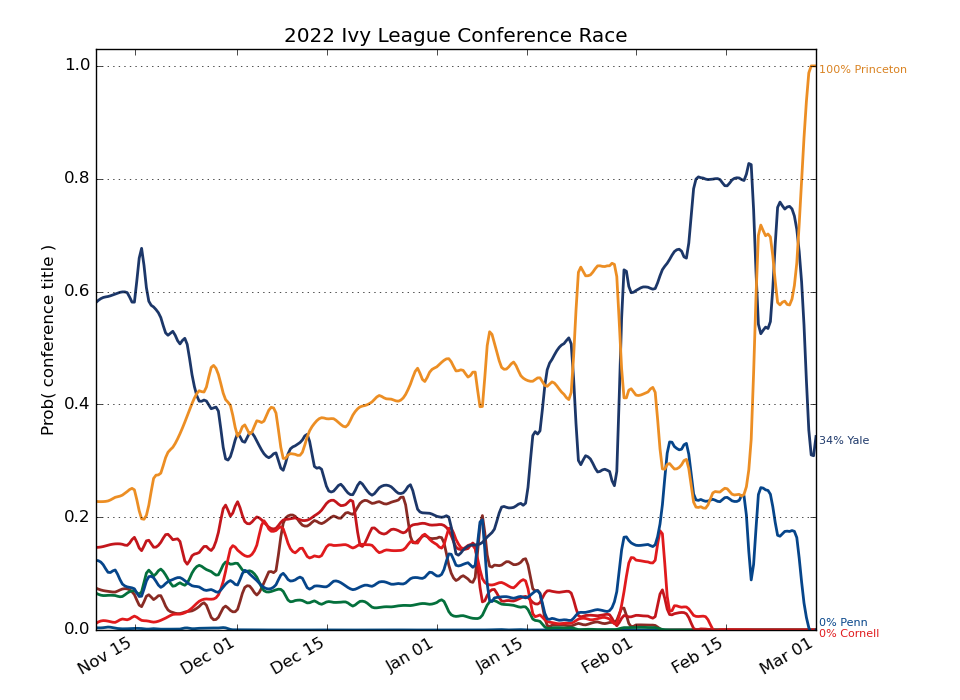 2022 Ivy League Conference Race
1.0
0.8
0.6
0.4
0.2
0.0
Prob( conference title )
100% Princeton
34% Yale
0% Penn
0% Cornell
Nov 15
Dec 01
Dec 15
Jan 01
Jan 15
Feb 01
Feb 15
Mar 01